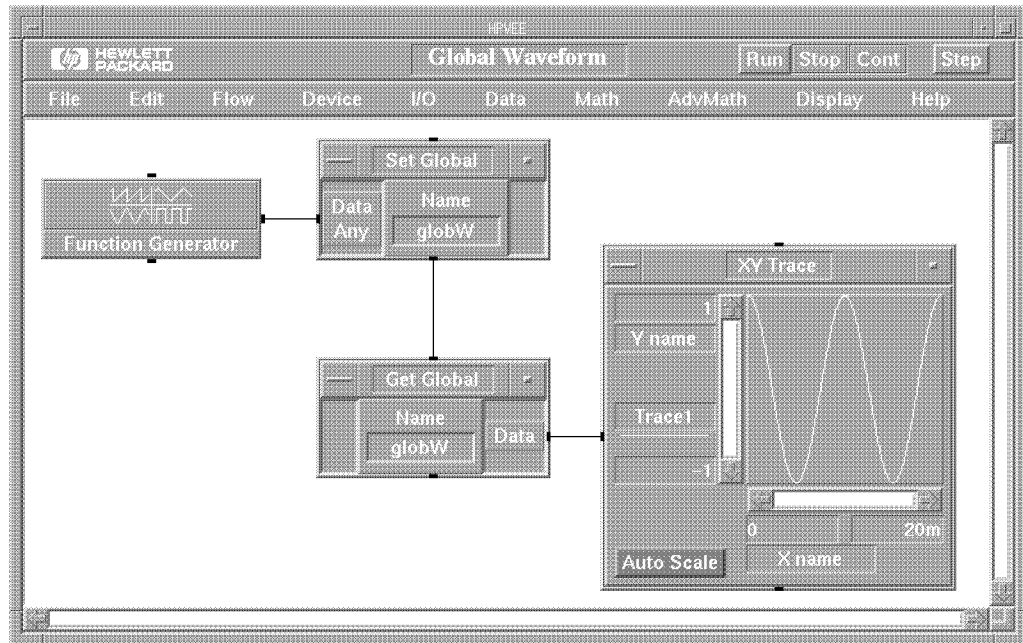 HPVEE
hp HEWLETT PACKARD
Global Waveform
Run Stop Cont Step
File Edit Flow Device I/O Data Math AdvMath Display Help
Function Generator
Set Global
Data
Any
Name
globW
Get Global
Name
globW
Data
XY Trace
1
Y name
Trace1
-1
0 20m
X name
Auto Scale